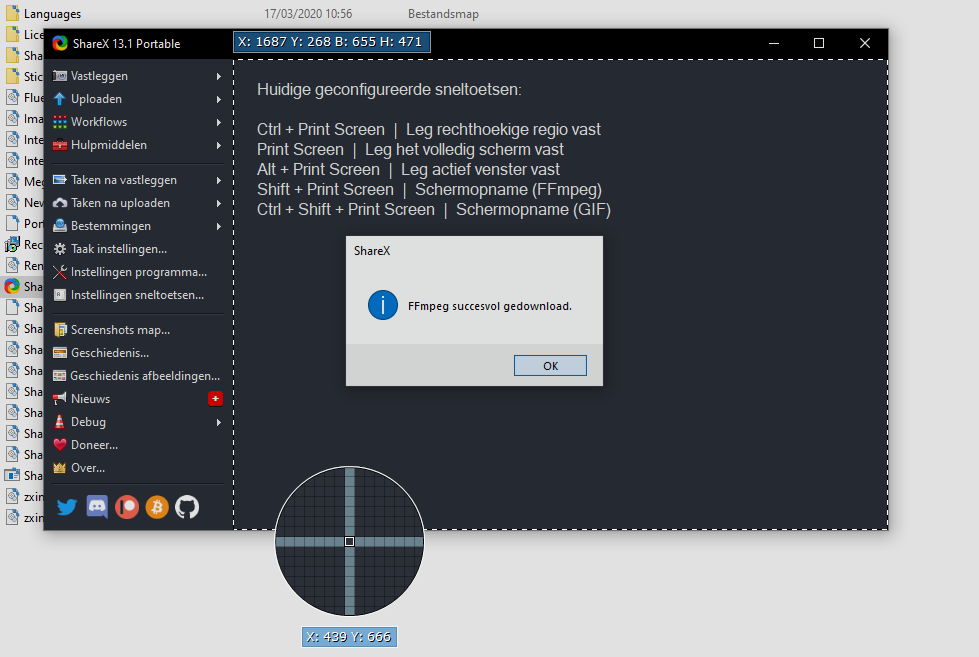 Languages 17/03/2020 10:56 Bestandsmap
ShareX 13.1 Portable
X: 1687 Y: 268 B: 655 H: 471
Lice
Sha
Stic
Flue
Ima
Inte
Inte
Meg
New
Port
Rec
Ren
Sha
Sha
Sha
Sha
Sha
Sha
Sha
Sha
Sha
Sha
zxin
zxin
Vastleggen
Uploaden
Workflows
Hulpmiddelen
Taken na vastleggen
Taken na uploaden
Bestemmingen
Taak instellingen...
Instellingen programma...
Instellingen sneltoetsen...
Screenshots map...
Geschiedenis...
Geschiedenis afbeeldingen...
Nieuws
Debug
Doneer...
Over...
Huidige geconfigureerde sneltoetsen:
Ctrl + Print Screen | Leg rechthoekige regio vast
Print Screen | Leg het volledig scherm vast
Alt + Print Screen | Leg actief venster vast
Shift + Print Screen | Schermopname (FFmpeg)
Ctrl + Shift + Print Screen | Schermopname (GIF)
ShareX
FFmpeg succesvol gedownload.
OK
X: 439 Y: 666